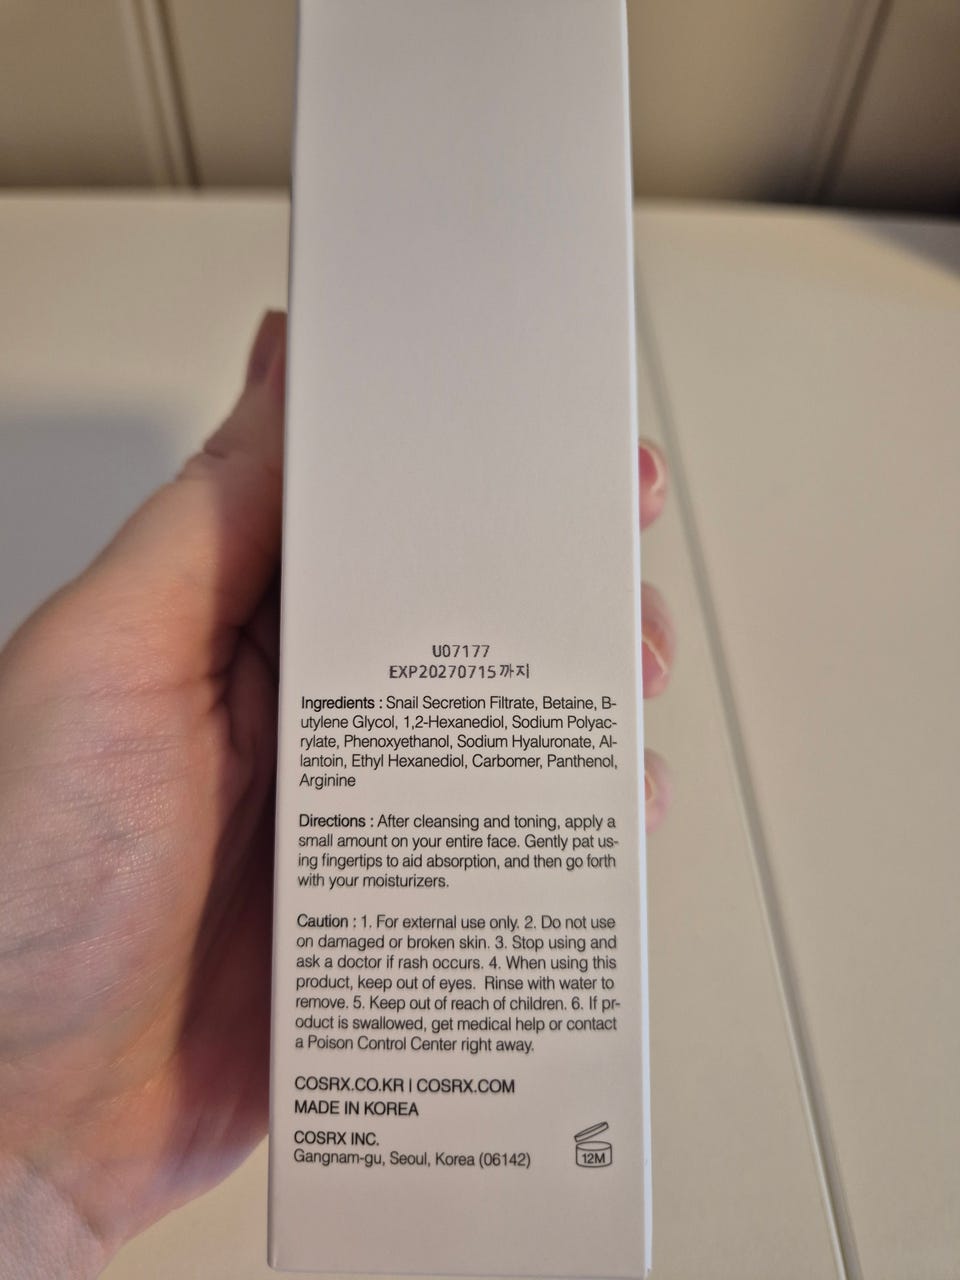 U07177
EXP20270715까지
Ingredients : Snail Secretion Filtrate, Betaine, B-
utylene Glycol, 1,2-Hexanediol, Sodium Polyac-
rylate, Phenoxyethanol, Sodium Hyaluronate, Al-
lantoin, Ethyl Hexanediol, Carbomer, Panthenol,
Arginine
Directions : After cleansing and toning, apply a
small amount on your entire face. Gently pat us-
ing fingertips to aid absorption, and then go forth
with your moisturizers.
Caution : 1. For external use only. 2. Do not use
on damaged or broken skin. 3. Stop using and
ask a doctor if rash occurs. 4. When using this
product, keep out of eyes. Rinse with water to
remove. 5. Keep out of reach of children. 6. If pr-
oduct is swallowed, get medical help or contact
a Poison Control Center right away.
COSRX.CO.KR | COSRX.COM
MADE IN KOREA
COSRX INC.
Gangnam-gu, Seoul, Korea (06142)
12M